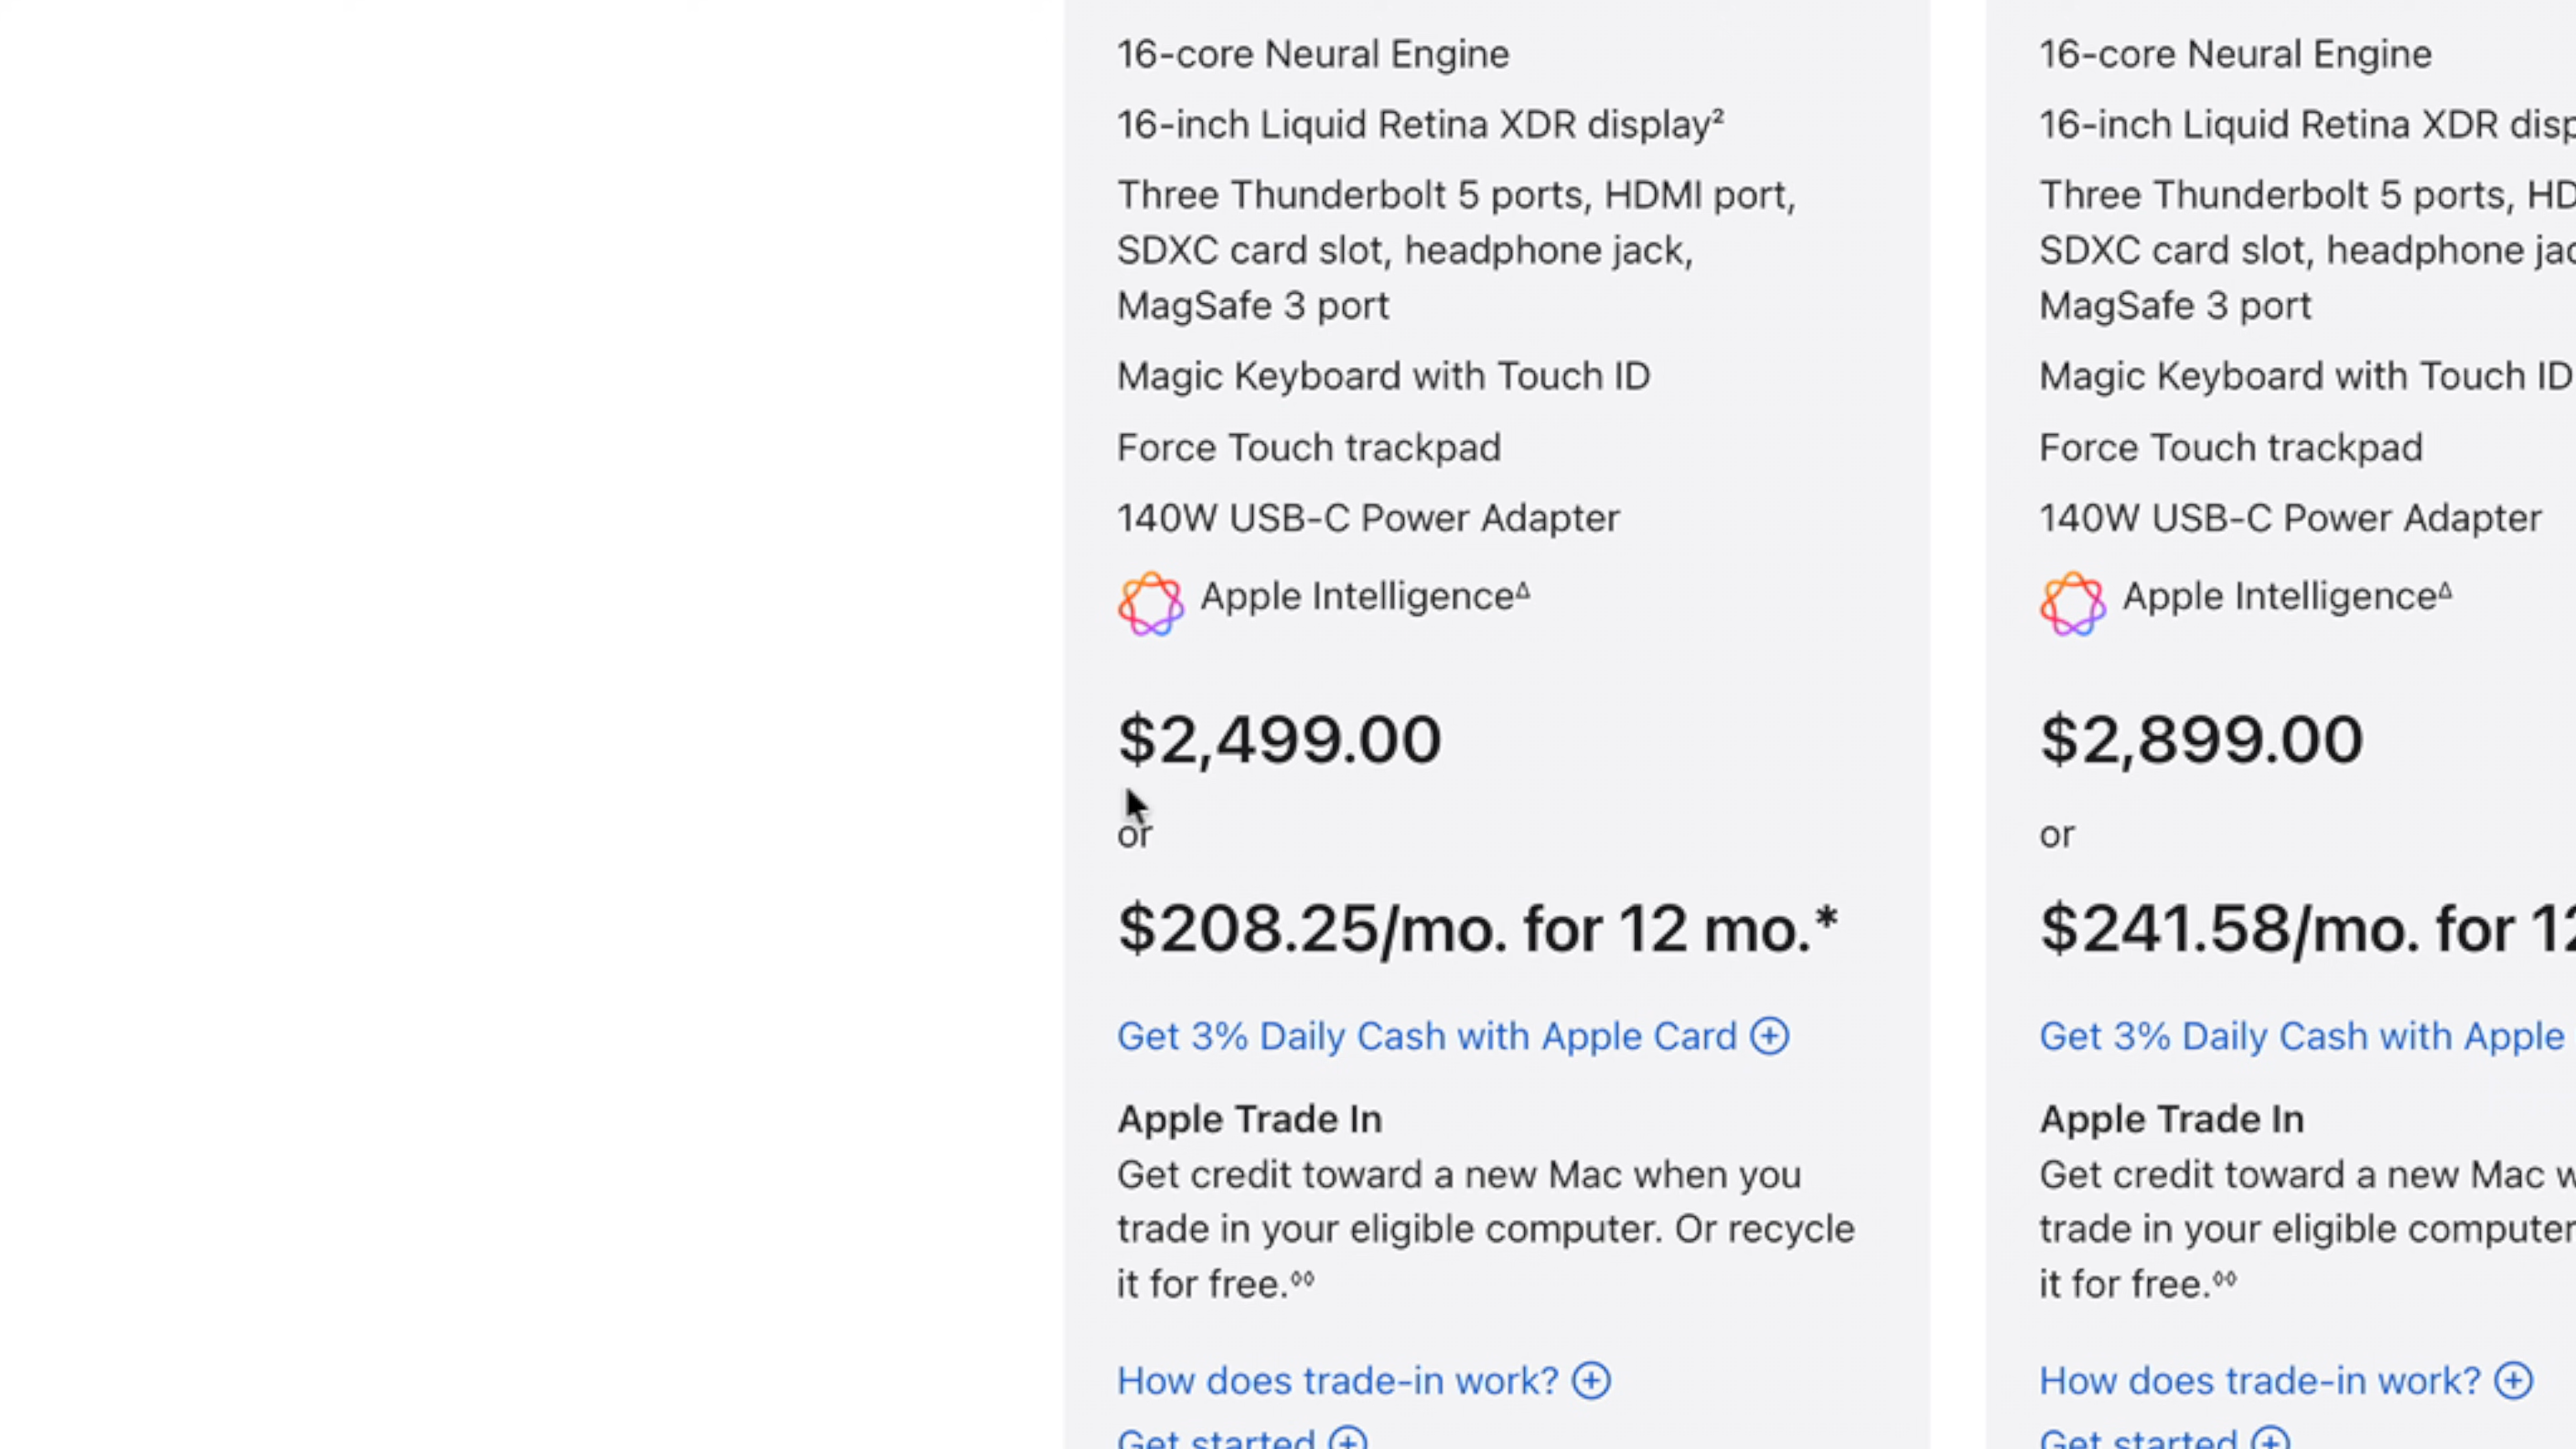 16-core Neural Engine
16-inch Liquid Retina XDR display²
Three Thunderbolt 5 ports, HDMI port,
SDXC card slot, headphone jack,
MagSafe 3 port
Magic Keyboard with Touch ID
Force Touch trackpad
140W USB-C Power Adapter
Apple Intelligence∆
$2,499.00
or
$208.25/mo. for 12 mo.*
Get 3% Daily Cash with Apple Card
Apple Trade In
Get credit toward a new Mac when you
trade in your eligible computer. Or recycle
it for free.◊◊
How does trade-in work?
Get started
16-core Neural Engine
16-inch Liquid Retina XDR
Three Thunderbolt 5 ports,
SDXC card slot, headphone
MagSafe 3 port
Magic Keyboard with Touch ID
Force Touch trackpad
140W USB-C Power Adapter
Apple Intelligence∆
$2,899.00
or
$241.58/mo. for
Get 3% Daily Cash with Apple
Apple Trade In
Get credit toward a new Mac
trade in your eligible computer
it for free.◊◊
How does trade-in work?
Get started